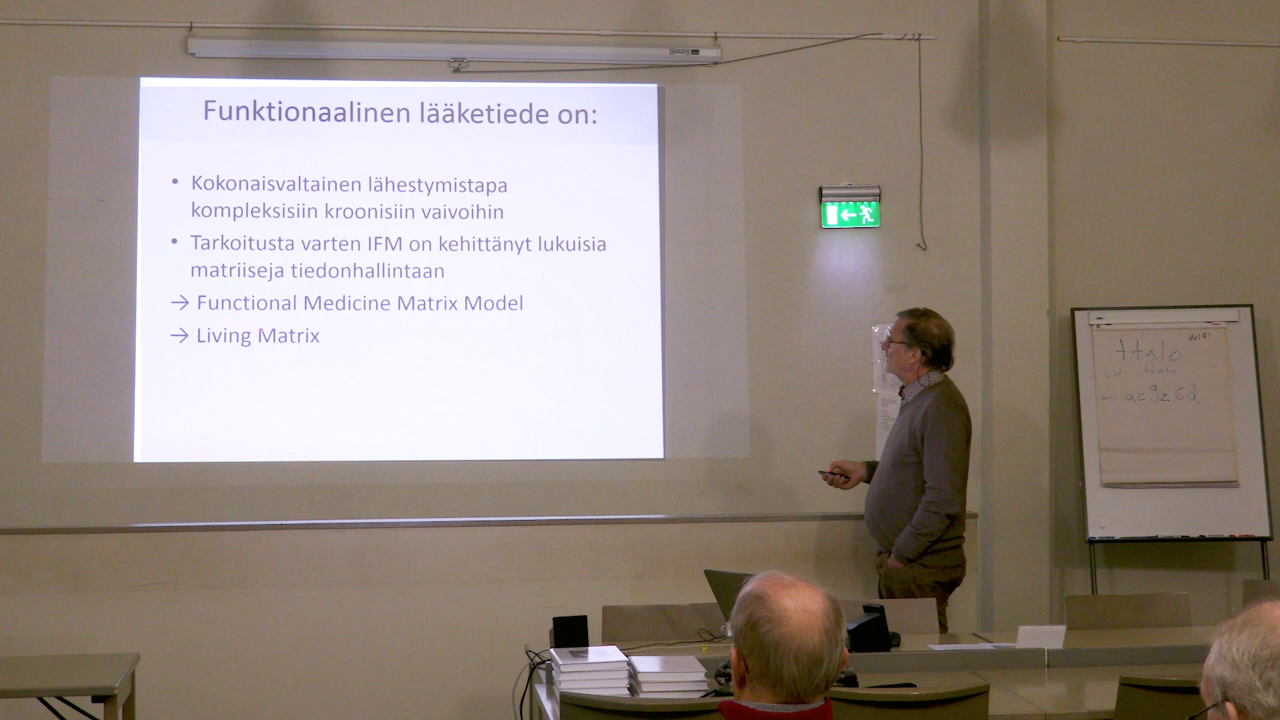 Funktionaalinen lääketiede on:
• Kokonaisvaltainen lähestymistapa
kompleksisiin kroonisiin vaivoihin
• Tarkoitusta varten IFM on kehittänyt lukuisia
matriiseja tiedonhallintaan
→ Functional Medicine Matrix Model
→ Living Matrix
WIFI